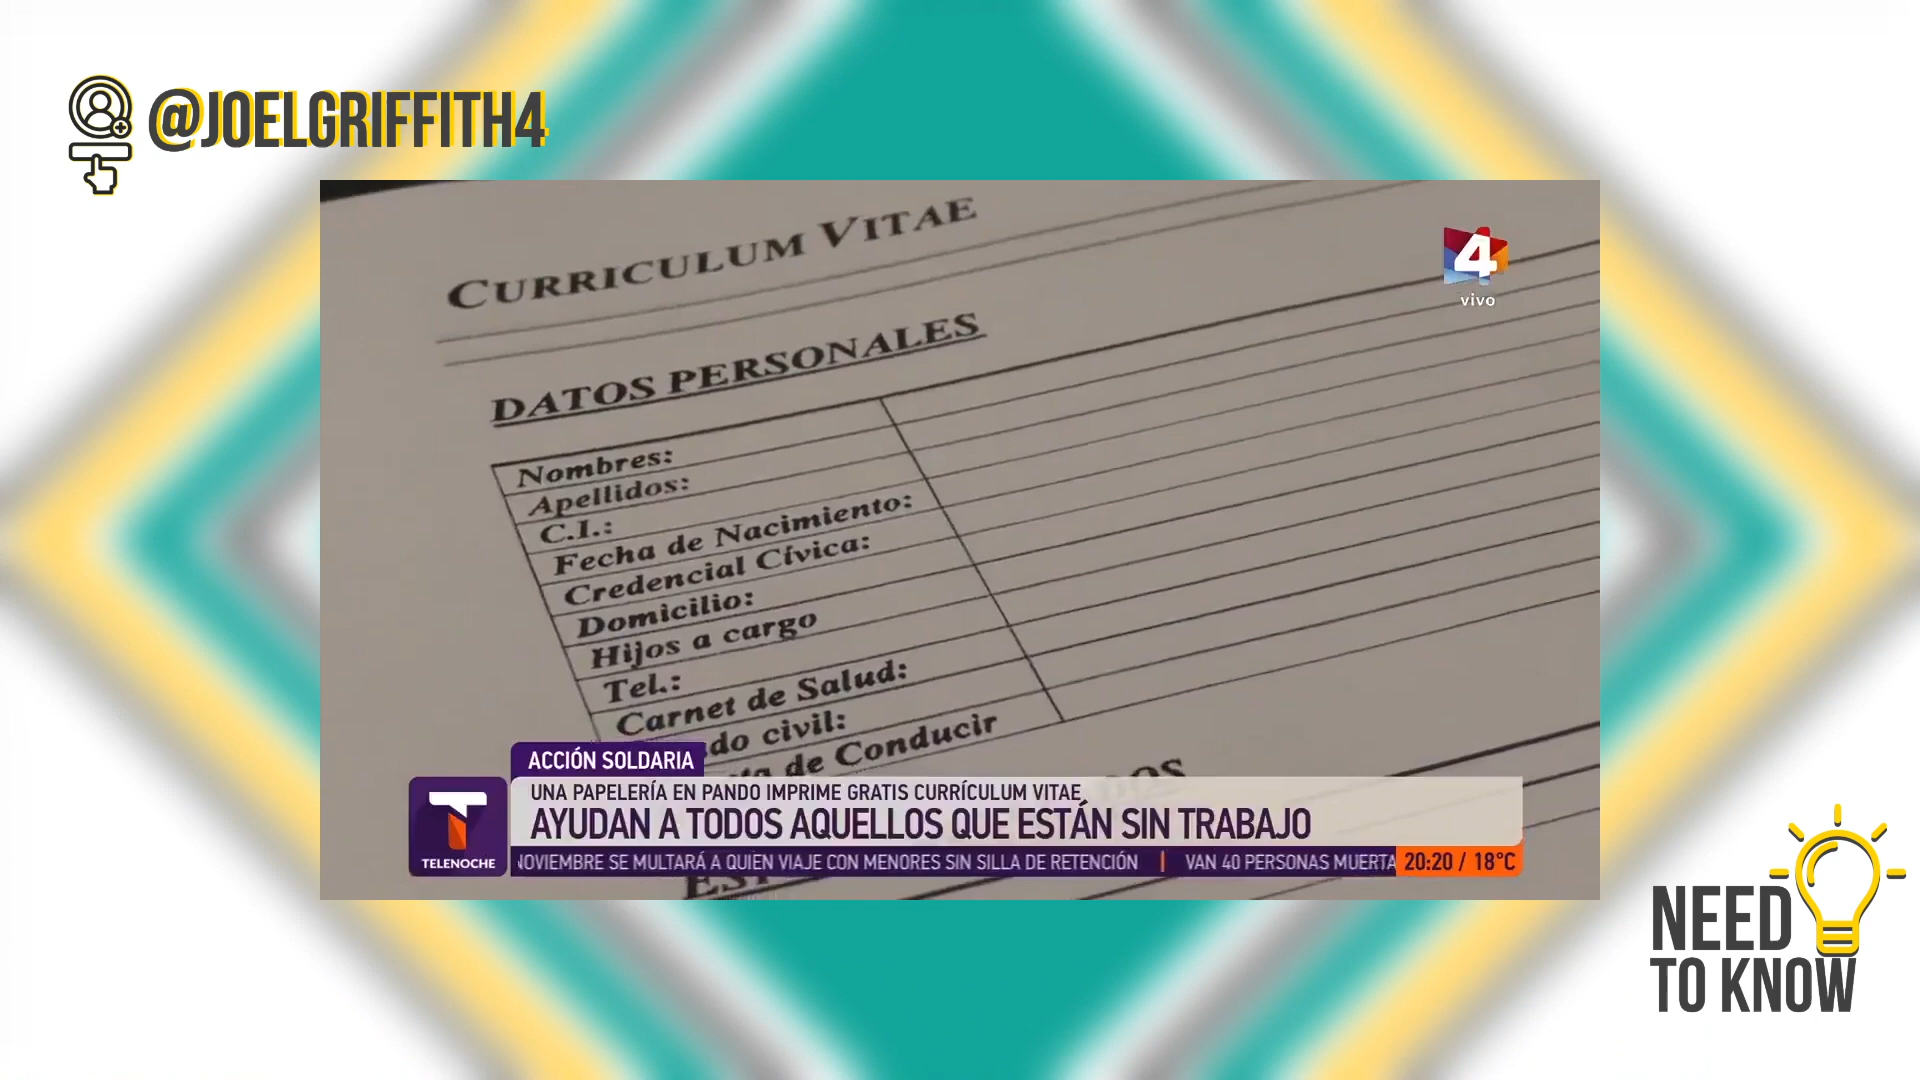 @JOELGRIFFITH4
CURRICULUM VITAE
4
vivo
DATOS PERSONALES
Nombres:
Apellidos:
C.I.:
Fecha de Nacimiento:
Credencial Cívica:
Domicilio:
Hijos a cargo
Tel.:
Carnet de Salud:
do civil:
de Conducir
ACCIÓN SOLDARIA
UNA PAPELERÍA EN PANDO IMPRIME GRATIS CURRÍCULUM VITAE
AYUDAN A TODOS AQUELLOS QUE ESTÁN SIN TRABAJO
TELENOCHE
NOVIEMBRE SE MULTARÁ A QUIEN VIAJE CON MENORES SIN SILLA DE RETENCIÓN | VAN 40 PERSONAS MUERTA
20:20 / 18°C
NEED
TO KNOW